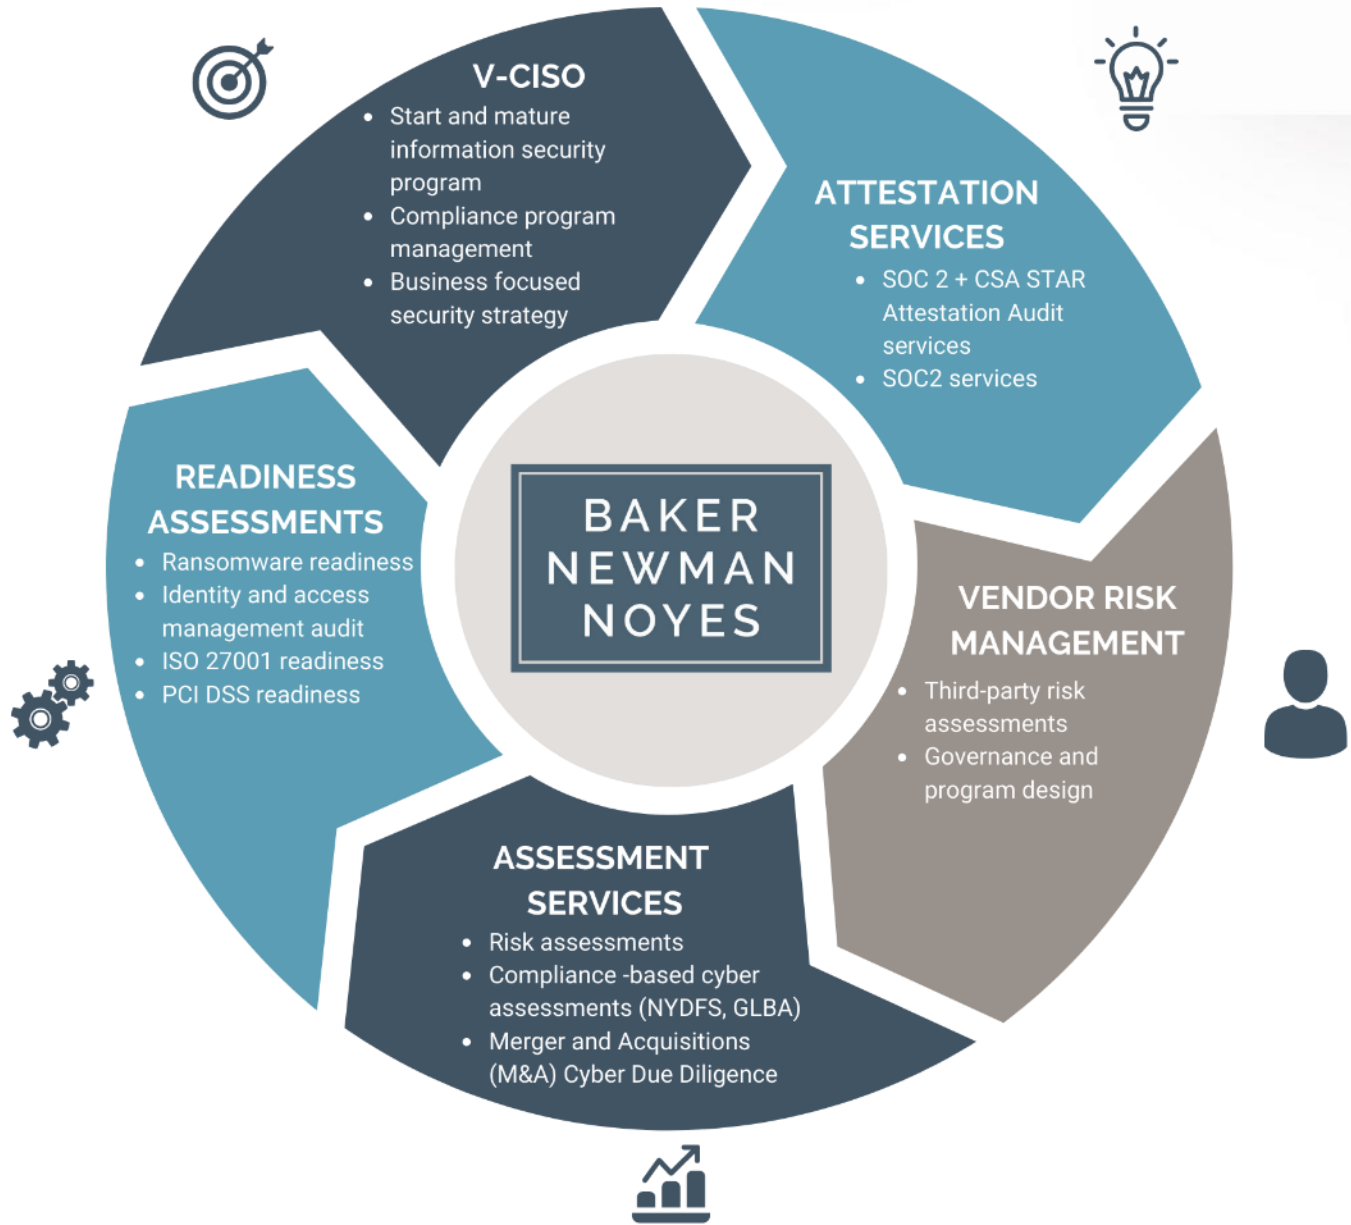 V-CISO
• Start and mature
information security
program
• Compliance program
management
• Business focused
security strategy
ATTESTATION
SERVICES
• SOC 2 + CSA STAR
Attestation Audit
services
• SOC2 services
VENDOR RISK
MANAGEMENT
• Third-party risk
assessments
• Governance and
program design
ASSESSMENT
SERVICES
• Risk assessments
• Compliance -based cyber
assessments (NYDFS, GLBA)
• Merger and Acquisitions
(M&A) Cyber Due Diligence
READINESS
ASSESSMENTS
• Ransomware readiness
• Identity and access
management audit
• ISO 27001 readiness
• PCI DSS readiness
BAKER
NEWMAN
NOYES